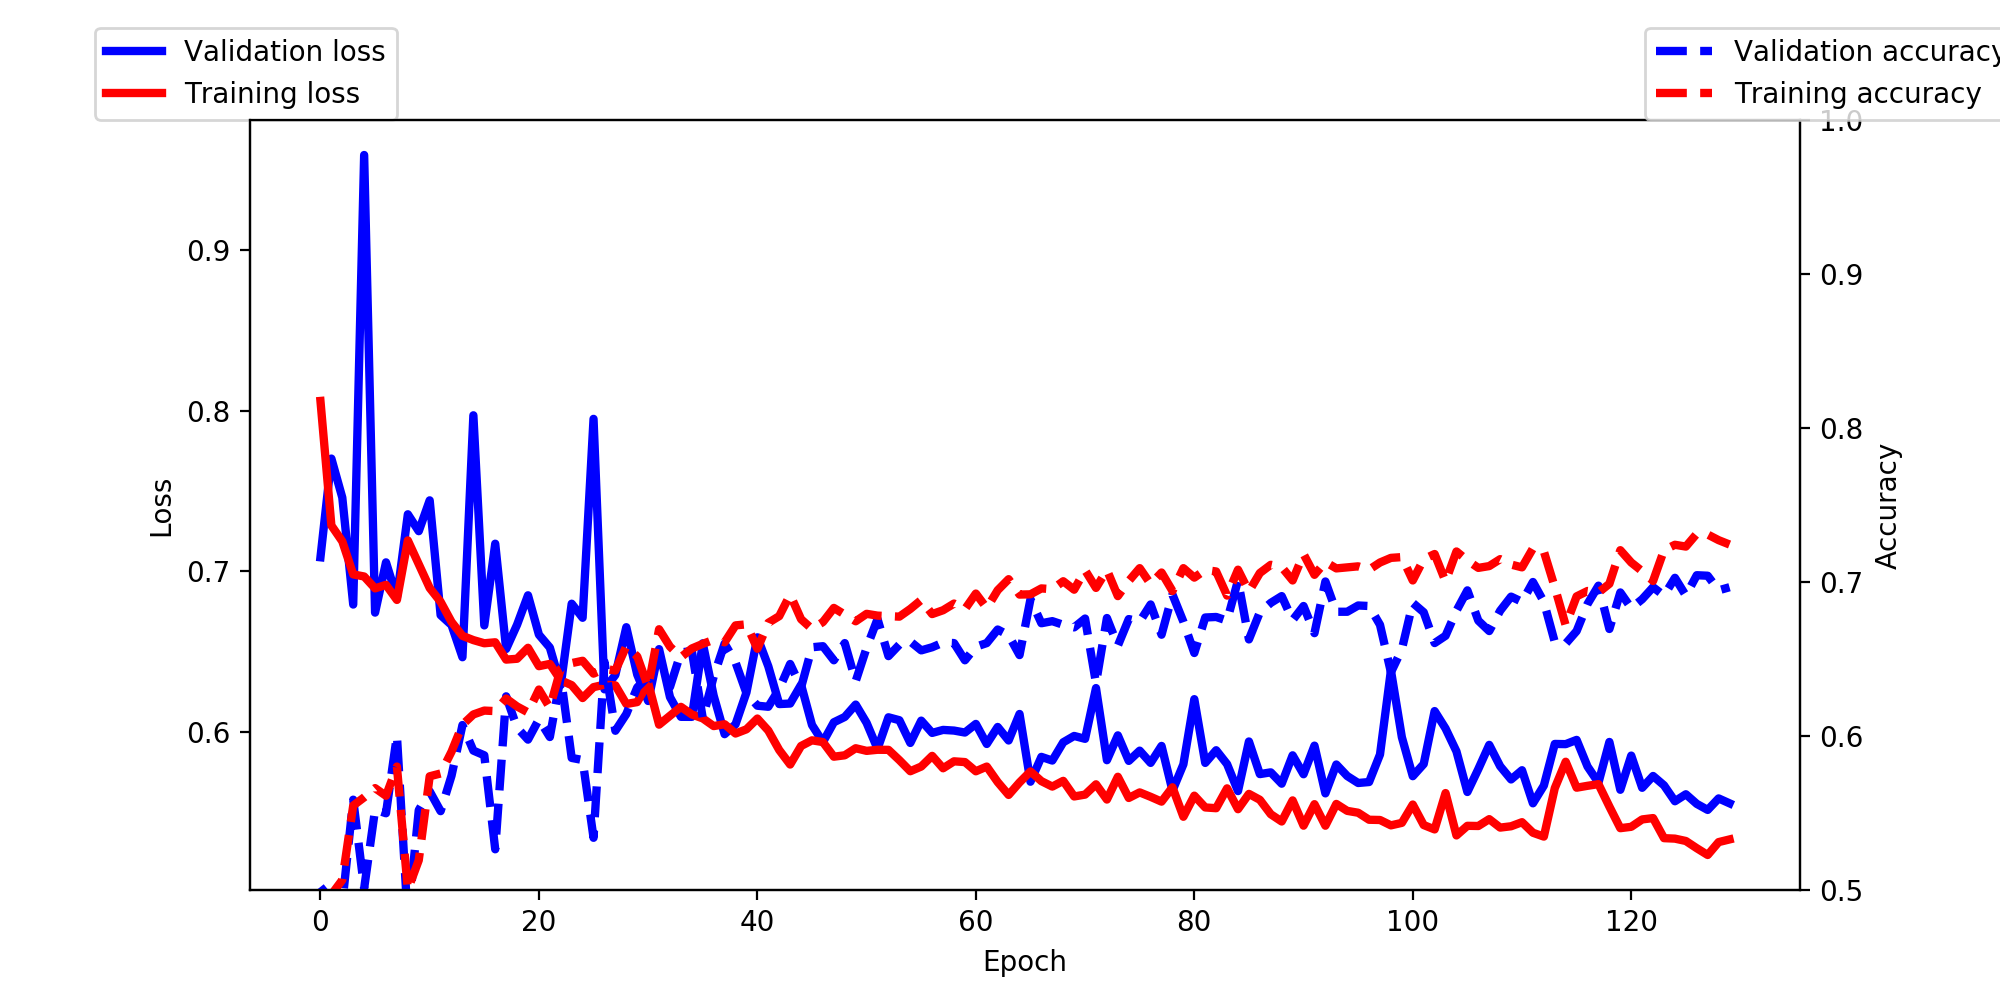 Validation loss
Training loss
Validation accuracy
Training accuracy
1.0
0.9
0.8
0.7
0.6
0.5
0.9
0.8
0.7
0.6
Loss
Accuracy
0 20 40 60 80 100 120
Epoch